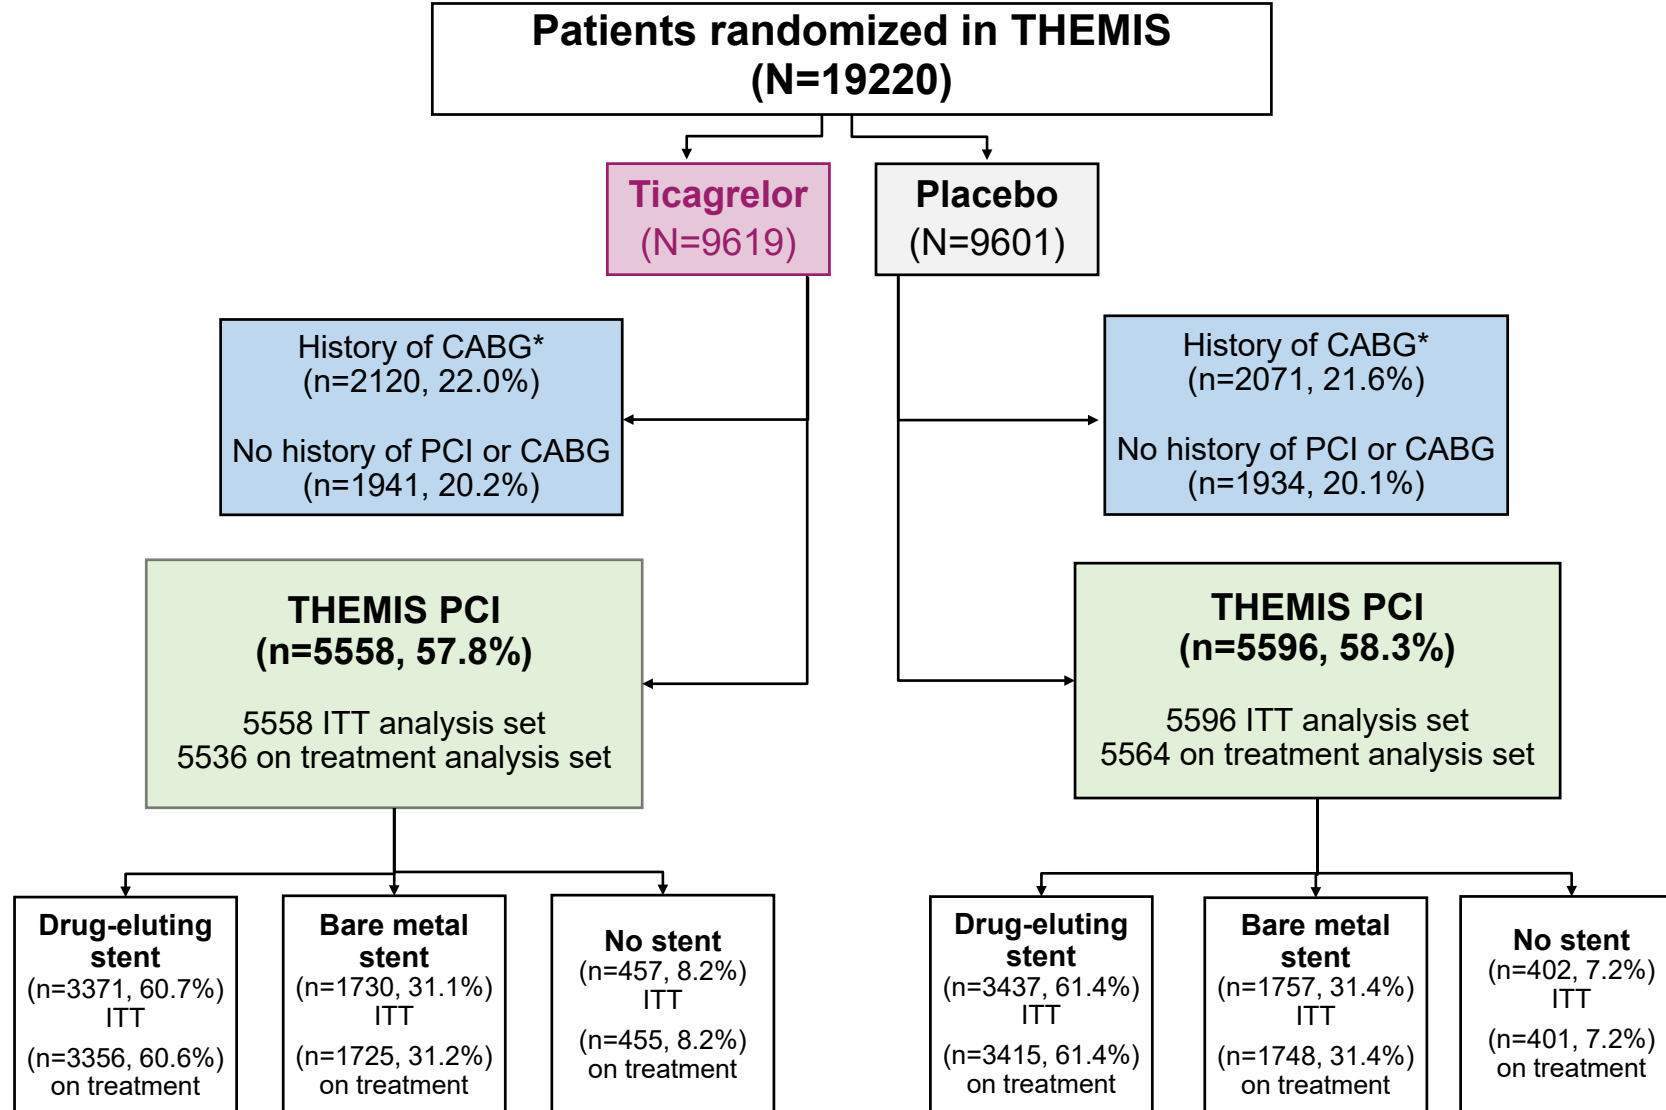 Patients randomized in THEMIS
(N=19220)
Ticagrelor
(N=9619)
Placebo
(N=9601)
History of CABG*
(n=2120, 22.0%)
No history of PCI or CABG
(n=1941, 20.2%)
History of CABG*
(n=2071, 21.6%)
No history of PCI or CABG
(n=1934, 20.1%)
THEMIS PCI
(n=5558, 57.8%)
5558 ITT analysis set
5536 on treatment analysis set
THEMIS PCI
(n=5596, 58.3%)
5596 ITT analysis set
5564 on treatment analysis set
Drug-eluting
stent
(n=3371, 60.7%)
ITT
(n=3356, 60.6%)
on treatment
Bare metal
stent
(n=1730, 31.1%)
ITT
(n=1725, 31.2%)
on treatment
No stent
(n=457, 8.2%)
ITT
(n=455, 8.2%)
on treatment
Drug-eluting
stent
(n=3437, 61.4%)
ITT
(n=3415, 61.4%)
on treatment
Bare metal
stent
(n=1757, 31.4%)
ITT
(n=1748, 31.4%)
on treatment
No stent
(n=402, 7.2%)
ITT
(n=401, 7.2%)
on treatment